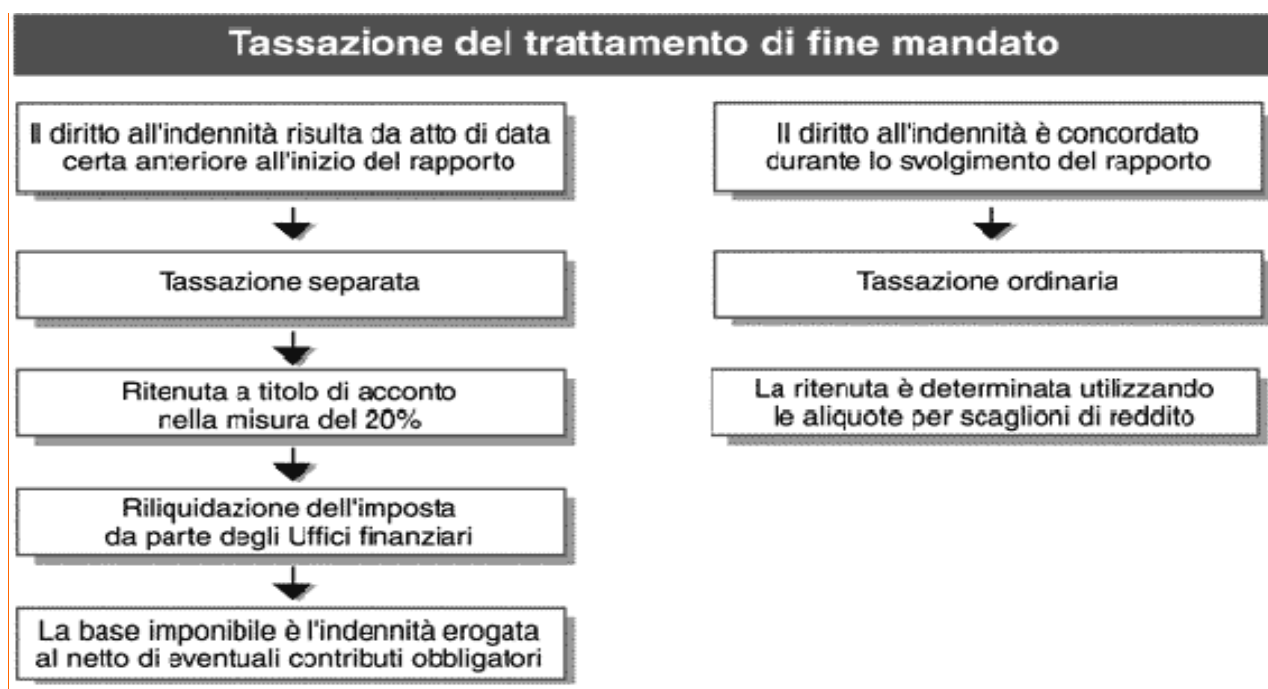 Tassazione del trattamento di fine mandato
Il diritto all'indennità risulta da atto di data
certa anteriore all'inizio del rapporto
Tassazione separata
Ritenuta a titolo di acconto
nella misura del 20%
Riliquidazione dell'imposta
da parte degli Uffici finanziari
La base imponibile è l'indennità erogata
al netto di eventuali contributi obbligatori
Il diritto all'indennità è concordato
durante lo svolgimento del rapporto
Tassazione ordinaria
La ritenuta è determinata utilizzando
le aliquote per scaglioni di reddito